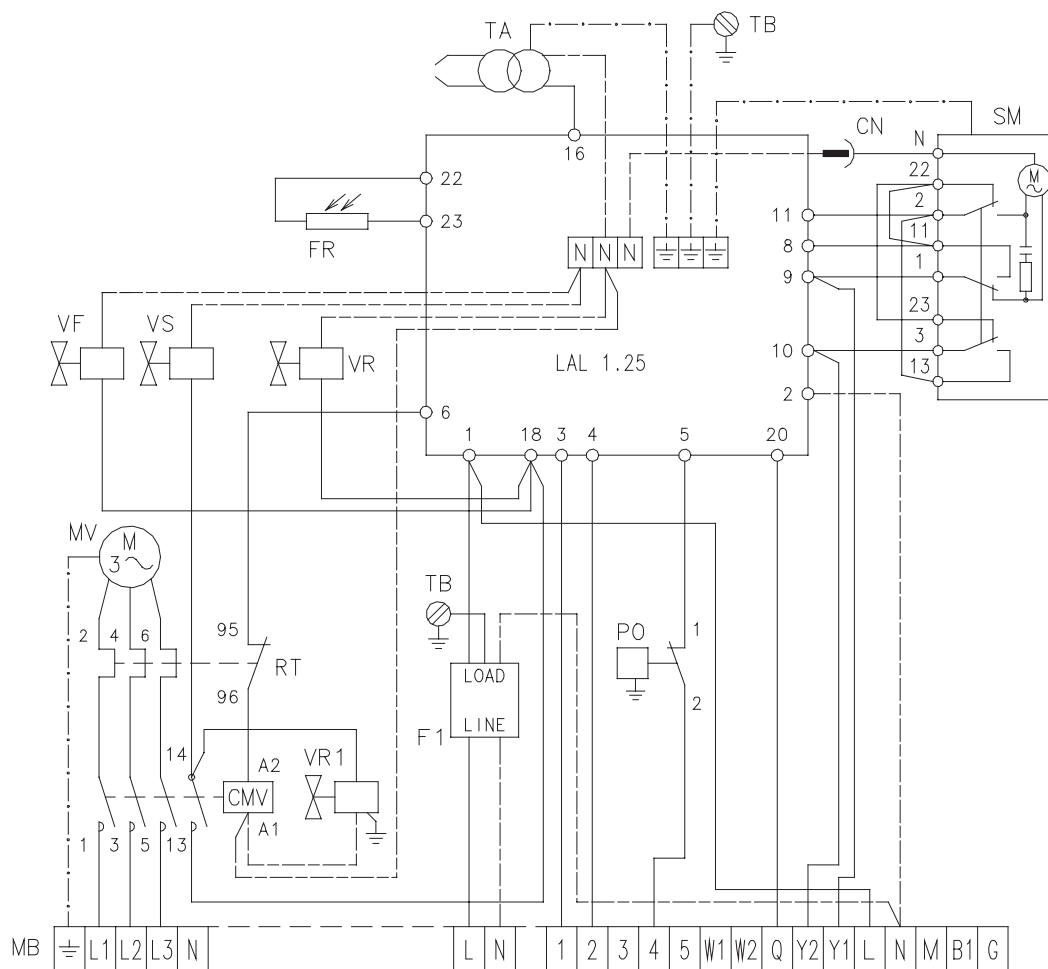 TA
TB
CN
SM
16
N
22
22
2
M
23
11
11
FR
N N N
8
1
9
VF
VS
23
VR
LAL 1.25
10
3
2
13
6
1 18 3 4 5 20
MV
M
3
TB
95
PO
1
2 4 6
RT
LOAD
96
2
LINE
F1
14
VR1
A2
CMV
A1
1 3 5 13
MB L1 L2 L3 N L N 1 2 3 4 5 W1 W2 Q Y2 Y1 L N M B1 G